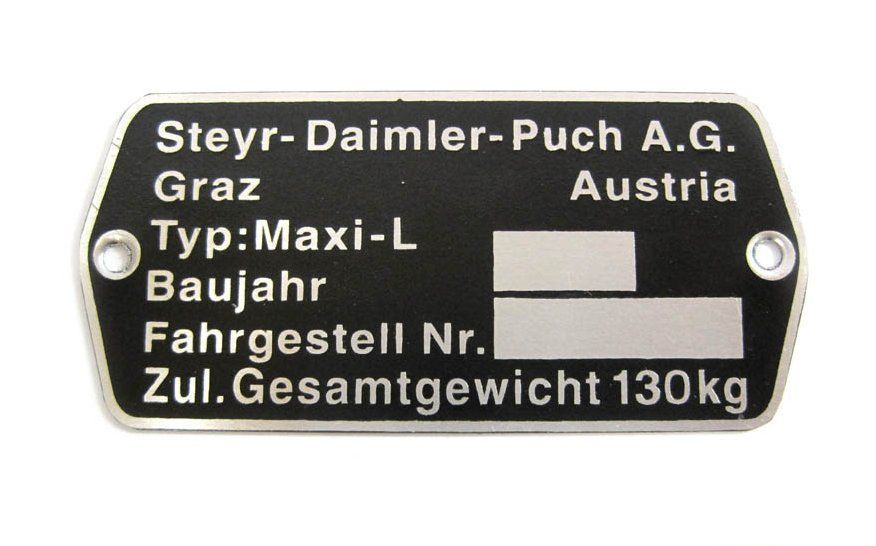 Steyr-Daimler-Puch A.G.
Graz Austria
Typ:Maxi-L
Baujahr
Fahrgestell Nr.
Zul.Gesamtgewicht 130kg